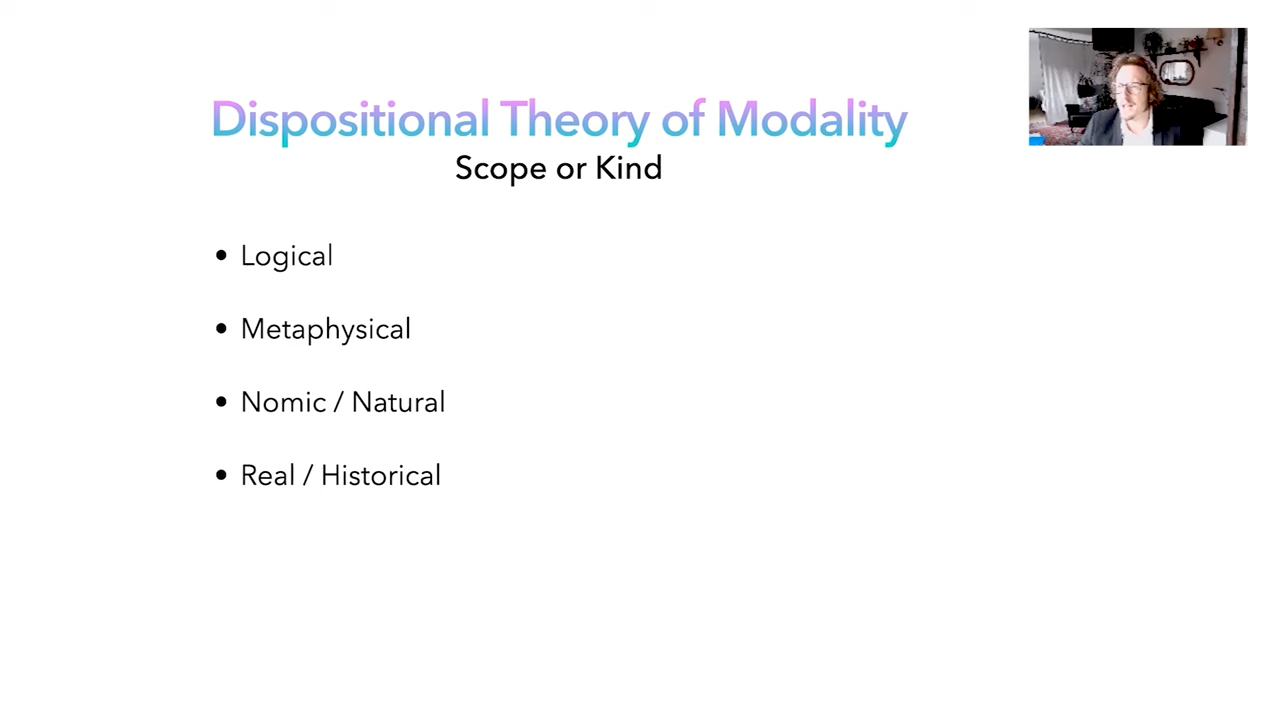 Dispositional Theory of Modality
Scope or Kind
• Logical
• Metaphysical
• Nomic / Natural
• Real / Historical